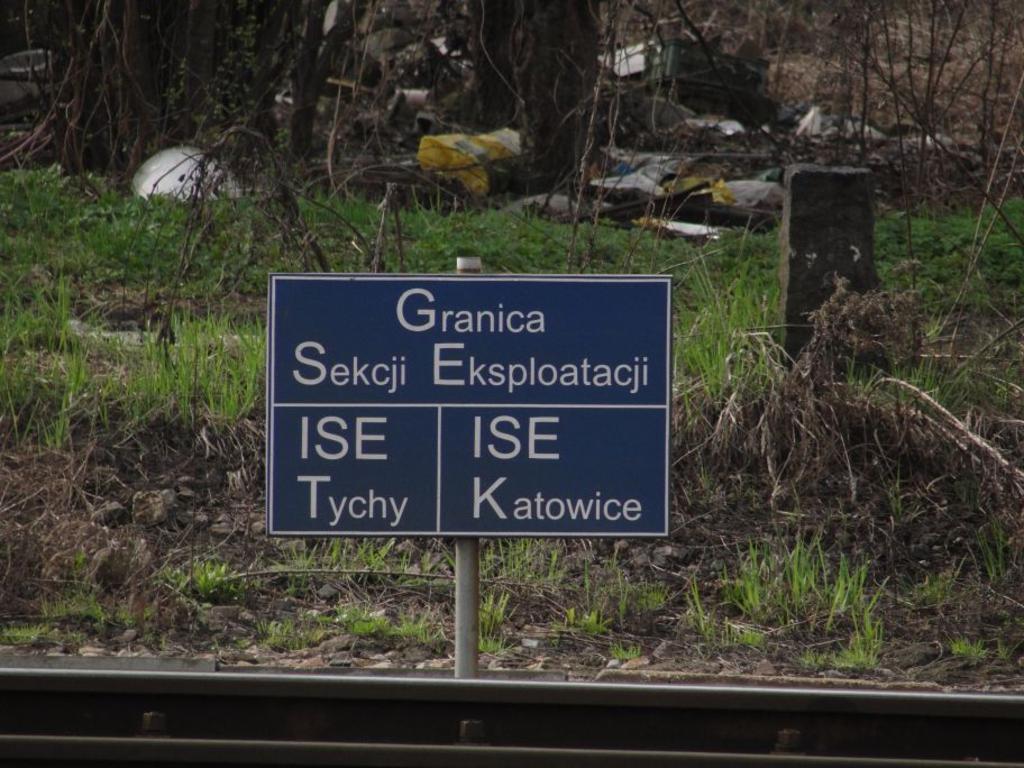 Granica
Sekcji Eksploatacji
ISE
Tychy
ISE
Katowice